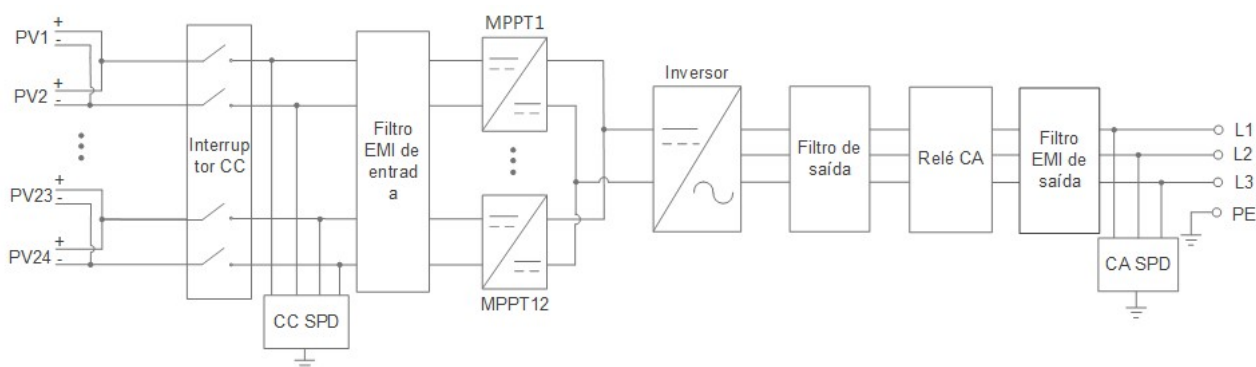 PV1
+
-
PV2
+
-
PV23
+
-
PV24
+
-
Interrup
tor CC
CC SPD
Filtro
EMI de
entrad
a
MPPT1
MPPT12
Inversor
Filtro de
saída
Relé CA
Filtro
EMI de
saída
L1
L2
L3
PE
CA SPD